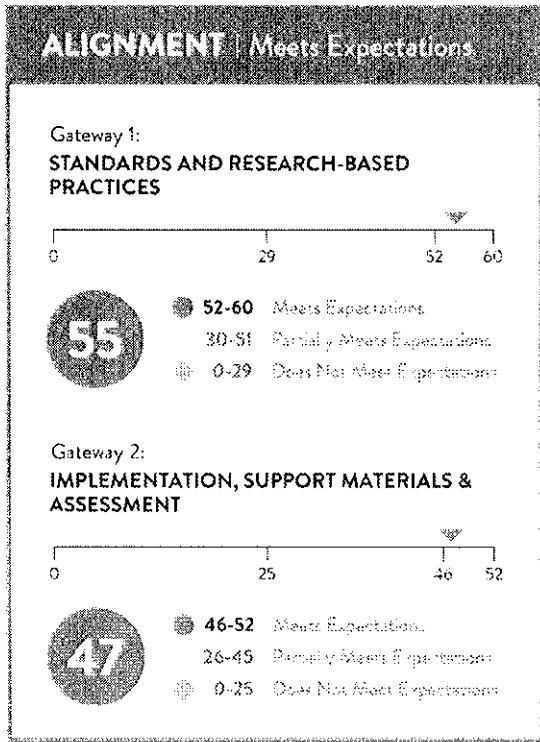 ALIGNMENT | Meets Expectations
Gateway 1:
STANDARDS AND RESEARCH-BASED
PRACTICES
0 29 52 60
55
52-60 Meets Expectations
30-51 Partially Meets Expectations
0-29 Does Not Meet Expectations
Gateway 2:
IMPLEMENTATION, SUPPORT MATERIALS &
ASSESSMENT
0 25 46 52
47
46-52 Meets Expectations
26-45 Partially Meets Expectations
0-25 Does Not Meet Expectations